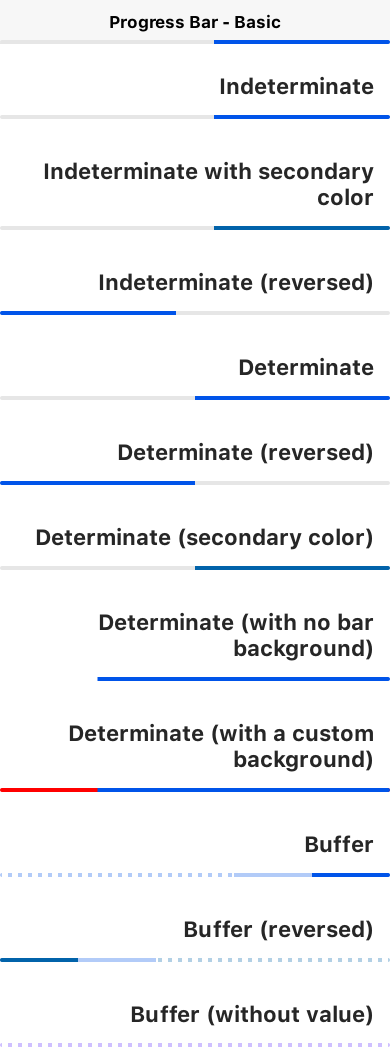 Progress Bar - Basic
Indeterminate
Indeterminate with secondary
color
Indeterminate (reversed)
Determinate
Determinate (reversed)
Determinate (secondary color)
Determinate (with no bar
background)
Determinate (with a custom
background)
Buffer
Buffer (reversed)
Buffer (without value)